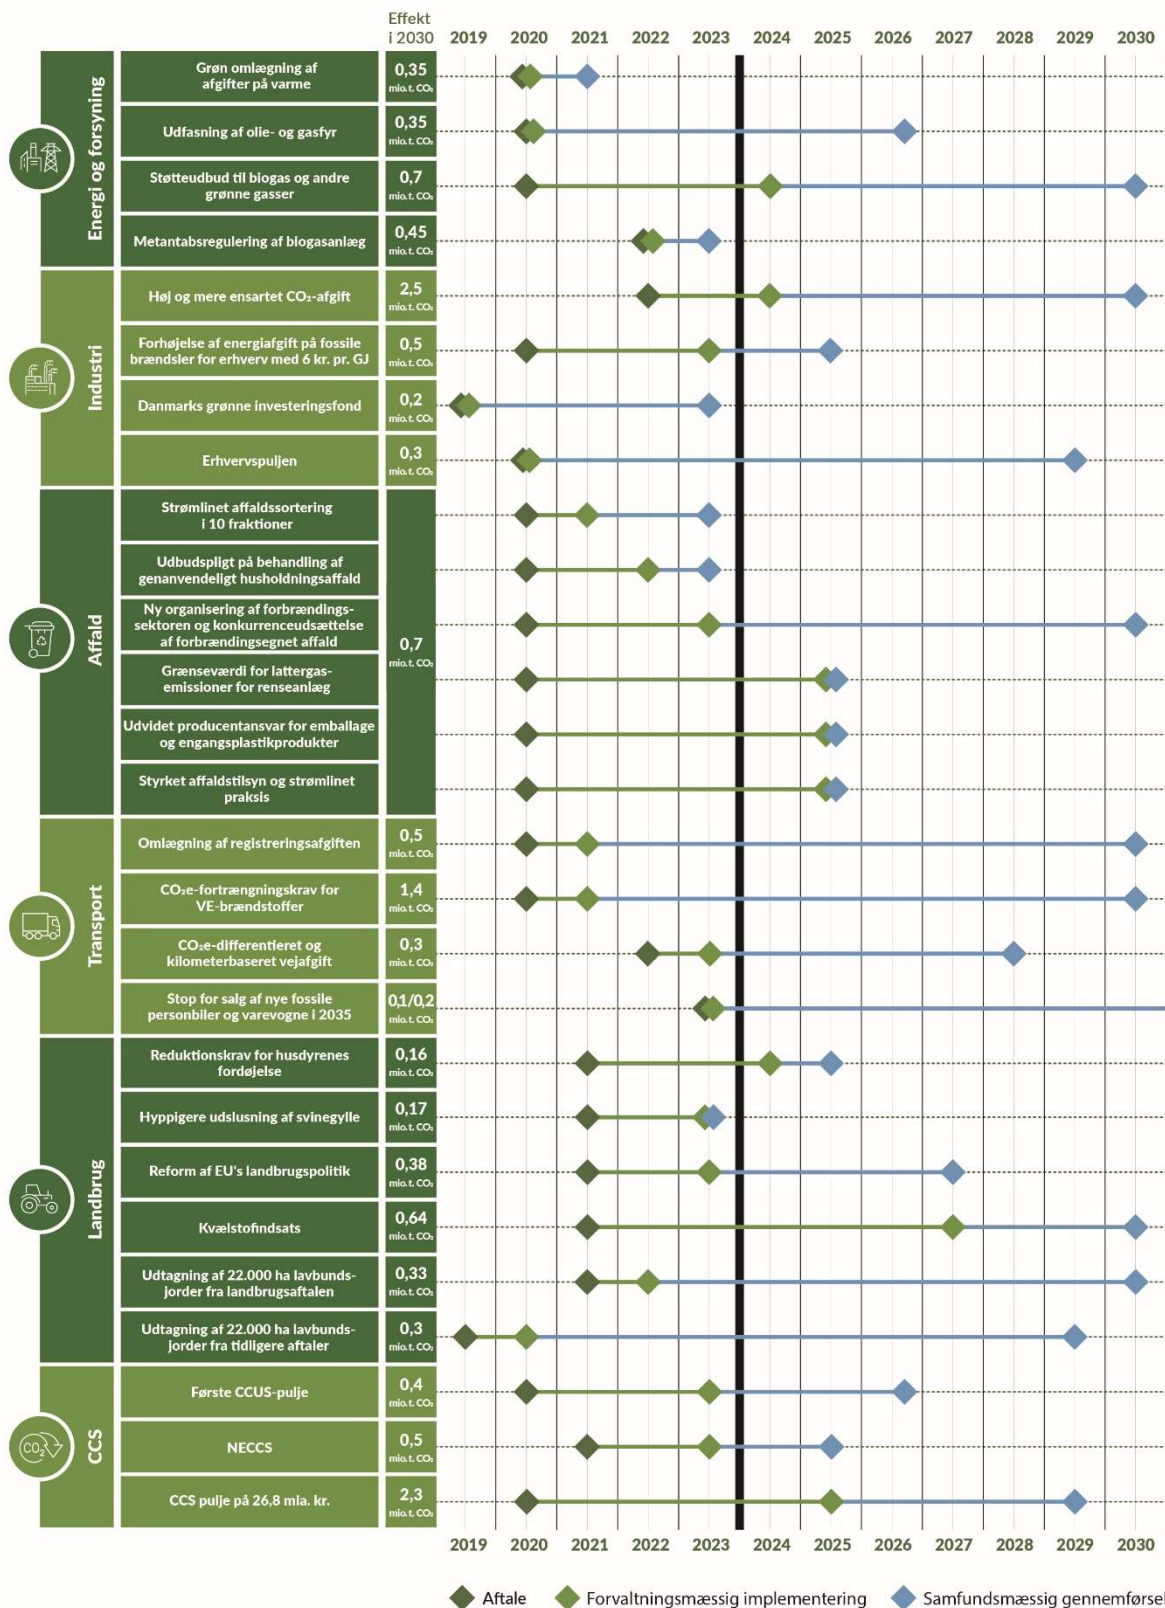 Effekt
i 2030
2019 2020 2021 2022 2023 2024 2025 2026 2027 2028 2029 2030
Energi og forsyning
Grøn omlægning af
afgifter på varme
0,35
mio.t. CO₂
Udfasning af olie- og gasfyr
0,35
mio.t. CO₂
Støtteudbud til biogas og andre
grønne gasser
0,7
mio.t. CO₂
Metantabsregulering af biogasanlæg
0,45
mio.t. CO₂
Industri
Høj og mere ensartet CO₂-afgift
2,5
mio.t. CO₂
Forhøjelse af energiafgift på fossile
brændsler for erhverv med 6 kr. pr. GJ
0,5
mio.t. CO₂
Danmarks grønne investeringsfond
0,2
mio.t. CO₂
Erhvervspuljen
0,3
mio.t. CO₂
Affald
Strømlinet affaldssortering
i 10 fraktioner
Udbudspligt på behandling af
genanvendeligt husholdningsaffald
Ny organisering af forbrændings-
sektoren og konkurrenceudsættelse
af forbrændingsegnet affald
0,7
mio.t. CO₂
Grænseværdi for lattergas-
emissioner for renseanlæg
Udvidet producentansvar for emballage
og engangsplastikprodukter
Styrket affaldstilsyn og strømlinet
praksis
Transport
Omlægning af registreringsafgiften
0,5
mio.t. CO₂
CO₂e-fortrængningskrav for
VE-brændstoffer
1,4
mio.t. CO₂
CO₂e-differentieret og
kilometerbaseret vejafgift
0,3
mio.t. CO₂
Stop for salg af nye fossile
personbiler og varevogne i 2035
0,1/0,2
mio.t. CO₂
Landbrug
Reduktionskrav for husdyrenes
fordøjelse
0,16
mio.t. CO₂
Hyppigere udslusning af svinegylle
0,17
mio.t. CO₂
Reform af EU's landbrugspolitik
0,38
mio.t. CO₂
Kvælstofindsats
0,64
mio.t. CO₂
Udtagning af 22.000 ha lavbunds-
jorder fra landbrugsaftalen
0,33
mio.t. CO₂
Udtagning af 22.000 ha lavbunds-
jorder fra tidligere aftaler
0,3
mio.t. CO₂
CCS
CO₂
Første CCUS-pulje
0,4
mio.t. CO₂
NECCS
0,5
mio.t. CO₂
CCS pulje på 26,8 mia. kr.
2,3
mio.t. CO₂
2019 2020 2021 2022 2023 2024 2025 2026 2027 2028 2029 2030
Aftale Forvaltningsmæssig implementering Samfundsmæssig gennemførsel